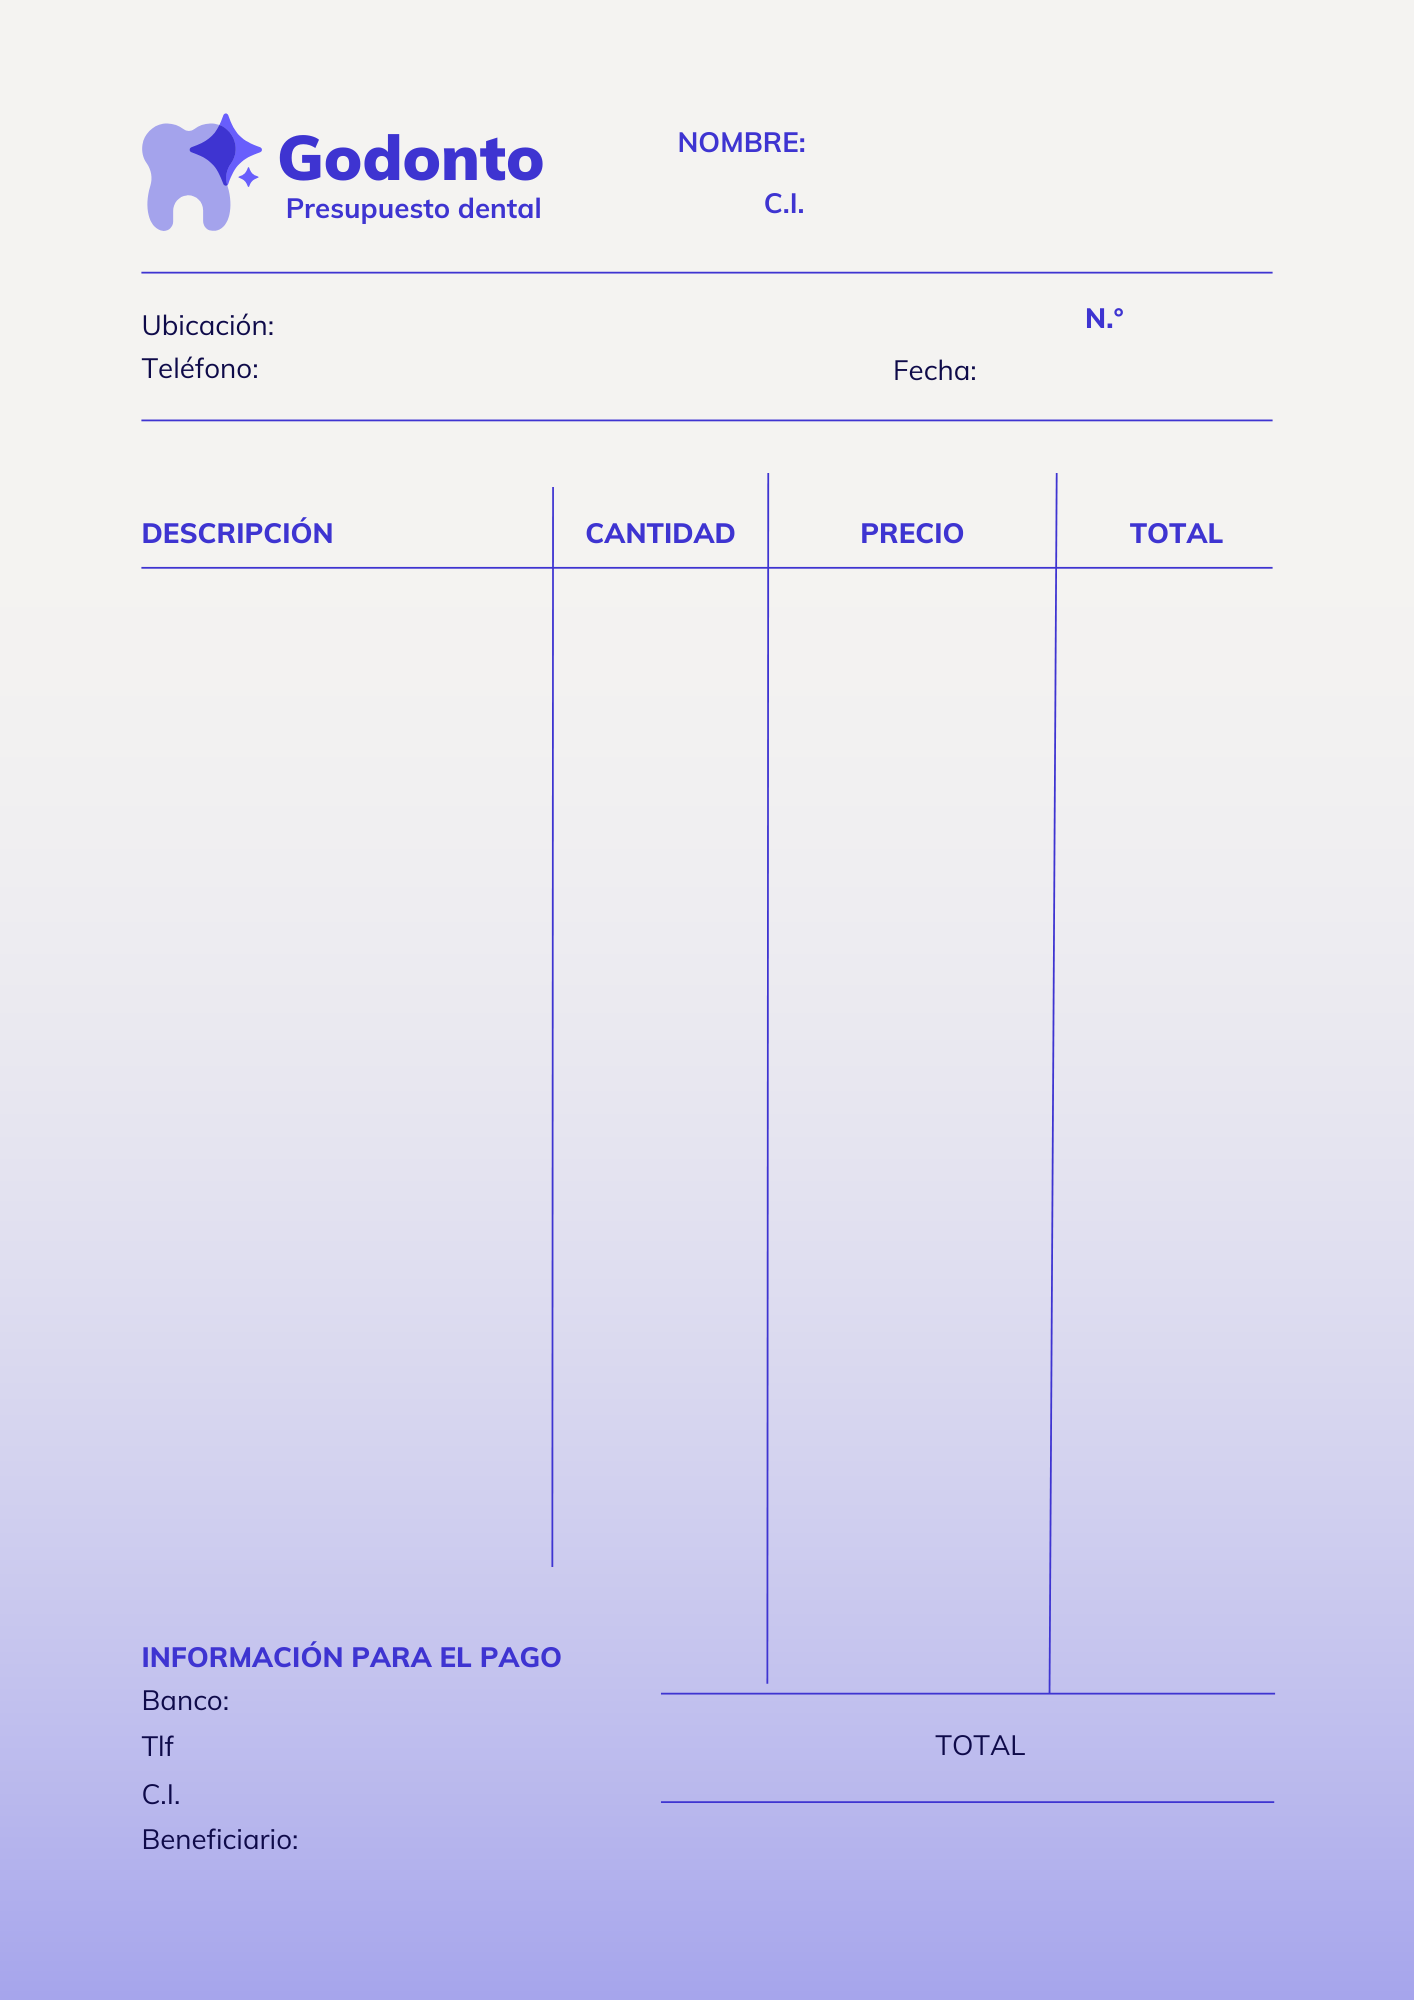 Godonto
Presupuesto dental
NOMBRE:
C.I.
Ubicación:
Teléfono:
N.°
Fecha:
DESCRIPCIÓN CANTIDAD PRECIO TOTAL
INFORMACIÓN PARA EL PAGO
Banco:
Tlf
C.I.
Beneficiario:
TOTAL